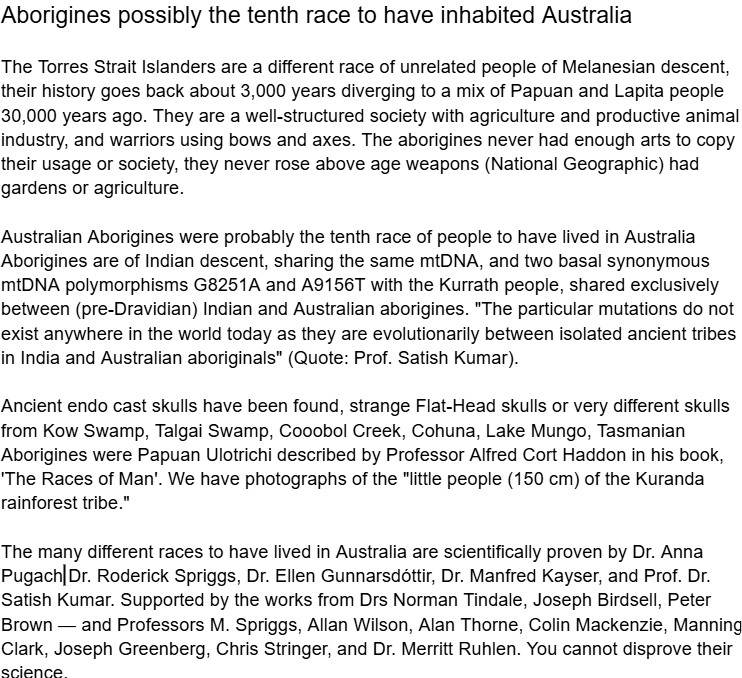 Aborigines possibly the tenth race to have inhabited Australia
The Torres Strait Islanders are a different race of unrelated people of Melanesian descent,
their history goes back about 3,000 years diverging to a mix of Papuan and Lapita people
30,000 years ago. They are a well-structured society with agriculture and productive animal
industry, and warriors using bows and axes. The aborigines never had enough arts to copy
their usage or society, they never rose above age weapons (National Geographic) had
gardens or agriculture.
Australian Aborigines were probably the tenth race of people to have lived in Australia
Aborigines are of Indian descent, sharing the same mtDNA, and two basal synonymous
mtDNA polymorphisms G8251A and A9156T with the Kurrath people, shared exclusively
between (pre-Dravidian) Indian and Australian aborigines. "The particular mutations do not
exist anywhere in the world today as they are evolutionarily between isolated ancient tribes
in India and Australian aboriginals" (Quote: Prof. Satish Kumar).
Ancient endo cast skulls have been found, strange Flat-Head skulls or very different skulls
from Kow Swamp, Talgai Swamp, Cooobol Creek, Cohuna, Lake Mungo, Tasmanian
Aborigines were Papuan Ulotrichi described by Professor Alfred Cort Haddon in his book,
'The Races of Man'. We have photographs of the "little people (150 cm) of the Kuranda
rainforest tribe."
The many different races to have lived in Australia are scientifically proven by Dr. Anna
Pugach Dr. Roderick Spriggs, Dr. Ellen Gunnarsdóttir, Dr. Manfred Kayser, and Prof. Dr.
Satish Kumar. Supported by the works from Drs Norman Tindale, Joseph Birdsell, Peter
Brown — and Professors M. Spriggs, Allan Wilson, Alan Thorne, Colin Mackenzie, Manning
Clark, Joseph Greenberg, Chris Stringer, and Dr. Merritt Ruhlen. You cannot disprove their
science.